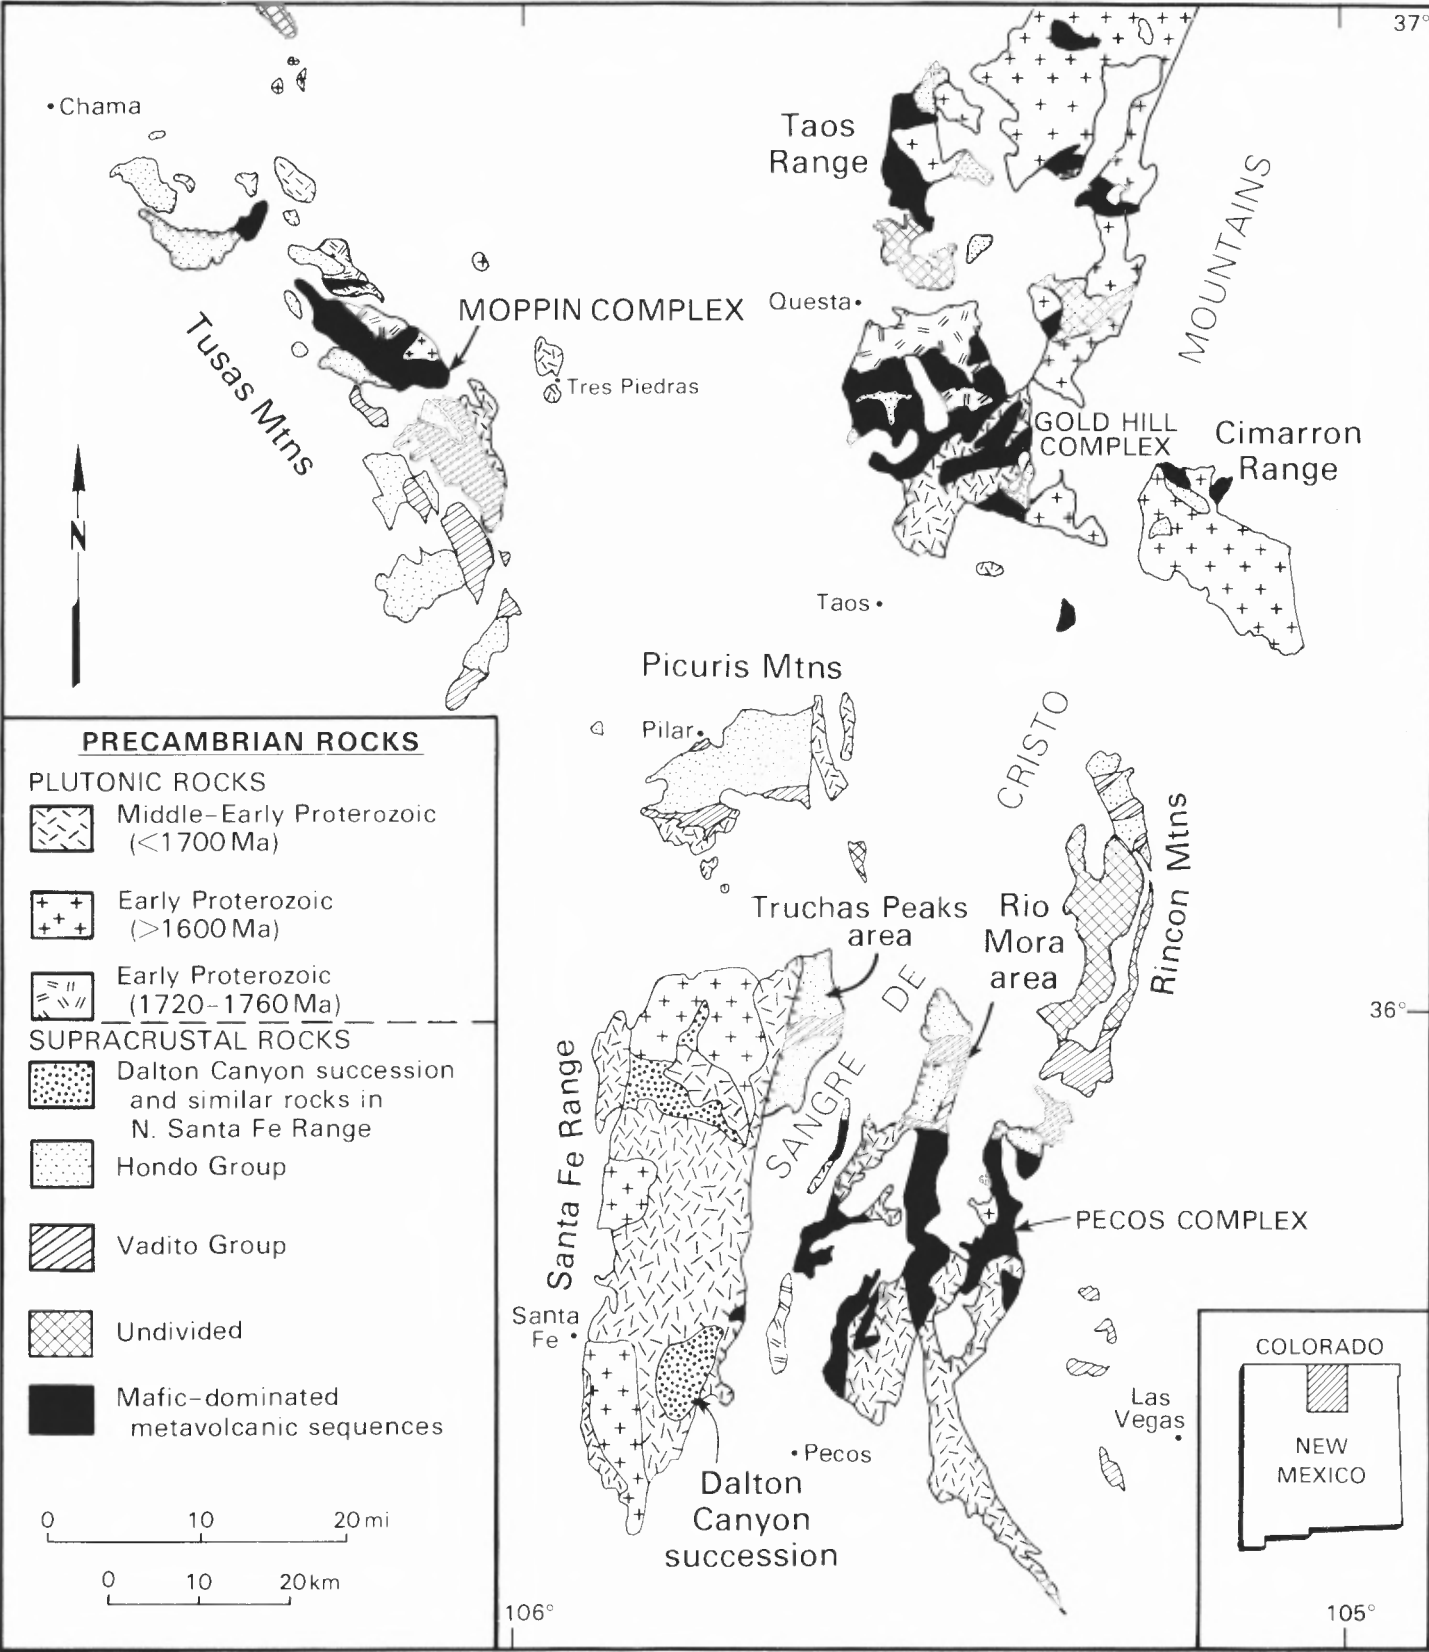 37°
• Chama
Taos
Range
MOUNTAINS
MOPPIN COMPLEX
Questa•
Tusas Mtns
Tres Piedras
GOLD HILL
COMPLEX
Cimarron
Range
N
Taos •
Picuris Mtns
Pilar•
CRISTO
Rincon Mtns
Truchas Peaks
area
Rio
Mora
area
DE
36°
SANGRE
Santa Fe Range
PECOS COMPLEX
Santa
Fe •
Las
Vegas
• Pecos
Dalton
Canyon
succession
106°
105°
PRECAMBRIAN ROCKS
PLUTONIC ROCKS
Middle-Early Proterozoic
(<1700 Ma)
Early Proterozoic
(>1600 Ma)
Early Proterozoic
(1720-1760 Ma)
SUPRACRUSTAL ROCKS
Dalton Canyon succession
and similar rocks in
N. Santa Fe Range
Hondo Group
Vadito Group
Undivided
Mafic-dominated
metavolcanic sequences
0 10 20 mi
0 10 20 km
COLORADO
NEW
MEXICO